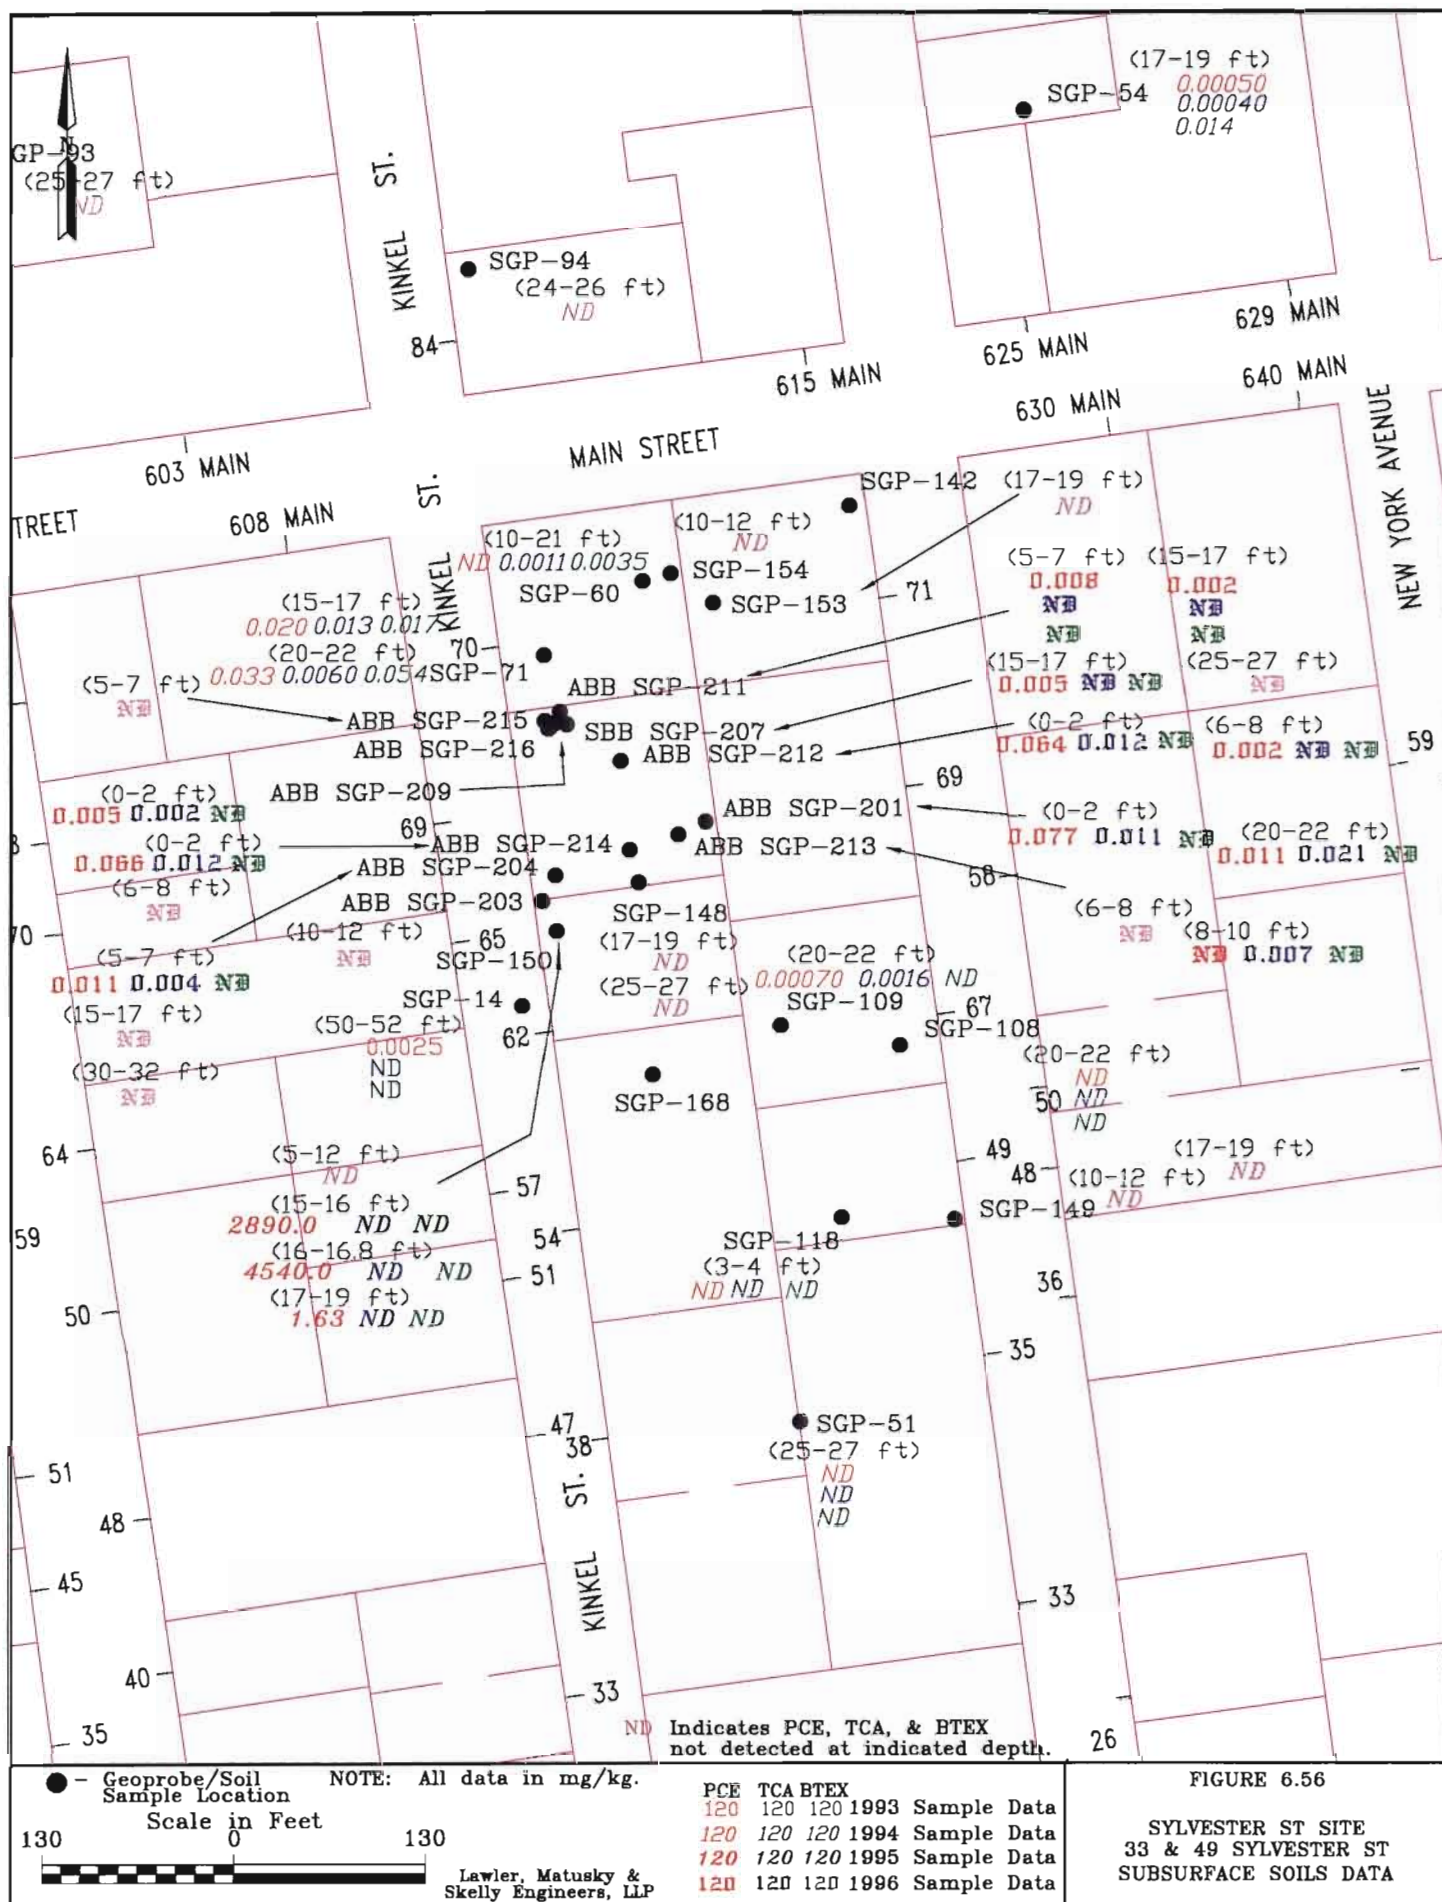 (17-19 ft)
SGP-54 0.00050
0.00040
0.014
GP-93
N
(25-27 ft)
ND
KINKEL ST.
SGP-94
(24-26 ft)
ND
84
629 MAIN
625 MAIN
615 MAIN
640 MAIN
630 MAIN
603 MAIN
MAIN STREET
NEW YORK AVENUE
TREET
608 MAIN
KINKEL ST.
SGP-142 (17-19 ft)
ND
(10-12 ft)
ND
(10-21 ft)
ND 0.0011 0.0035
SGP-154
SGP-60
SGP-153
71
(5-7 ft) (15-17 ft)
0.008 0.002
ND ND
ND ND
(15-17 ft)
0.020 0.013 0.017
(20-22 ft)
0.033 0.0060 0.054 SGP-71
70
(5-7 ft)
ND
(15-17 ft) (25-27 ft)
0.005 ND ND ND
ABB SGP-211
ABB SGP-215
SBB SGP-207
ABB SGP-216
ABB SGP-212
(0-2 ft) (6-8 ft)
0.064 0.012 ND 0.002 ND ND
59
69
ABB SGP-209
(0-2 ft)
0.005 0.002 ND
69
ABB SGP-201
(0-2 ft)
0.077 0.011 ND
(20-22 ft)
0.011 0.021 ND
8
(0-2 ft)
0.066 0.012 ND
ABB SGP-214
ABB SGP-213
ABB SGP-204
58
(6-8 ft)
ND
ABB SGP-203
(6-8 ft)
ND
(8-10 ft)
ND 0.007 ND
SGP-148
(17-19 ft)
ND
(25-27 ft)
ND
70
(10-12 ft)
ND
65
SGP-150
(5-7 ft)
0.011 0.004 ND
(20-22 ft)
0.00070 0.0016 ND
SGP-109
67
SGP-108
SGP-14
(15-17 ft)
ND
(50-52 ft)
0.0025
ND
ND
62
(30-32 ft)
ND
SGP-168
(20-22 ft)
ND
50 ND
ND
64
(5-12 ft)
ND
49
48
(17-19 ft)
ND
(10-12 ft)
ND
(15-16 ft)
2890.0 ND ND
57
SGP-149
59
(16-16.8 ft)
4540.0 ND ND
54
SGP-118
(3-4 ft)
ND ND ND
51
36
(17-19 ft)
1.63 ND ND
50
35
SGP-51
(25-27 ft)
ND
ND
ND
47
38
51
48
KINKEL ST.
45
33
40
33
35
26
ND Indicates PCE, TCA, & BTEX
not detected at indicated depth.
- Geoprobe/Soil
Sample Location
NOTE: All data in mg/kg.
Scale in Feet
130 0 130
Lawler, Matusky &
Skelly Engineers, LLP
PCE TCA BTEX
120 120 120 1993 Sample Data
120 120 120 1994 Sample Data
120 120 120 1995 Sample Data
120 120 120 1996 Sample Data
FIGURE 6.56
SYLVESTER ST SITE
33 & 49 SYLVESTER ST
SUBSURFACE SOILS DATA